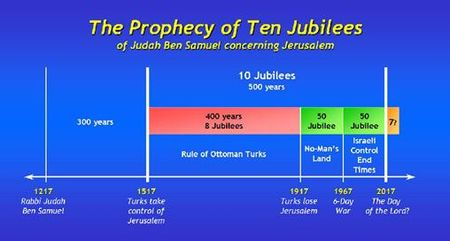 The Prophecy of Ten Jubilees
of Judah Ben Samuel concerning Jerusalem
10 Jubilees
500 years
300 years
400 years
8 Jubilees
50
Jubilee
50
Jubilee
7?
Rule of Ottoman Turks
No-Man's
Land
Israeli
Control
End
Times
1217
Rabbi Judah
Ben Samuel
1517
Turks take
control of
Jerusalem
1917
Turks lose
Jerusalem
1967
6-Day
War
2017
The Day
of the Lord?